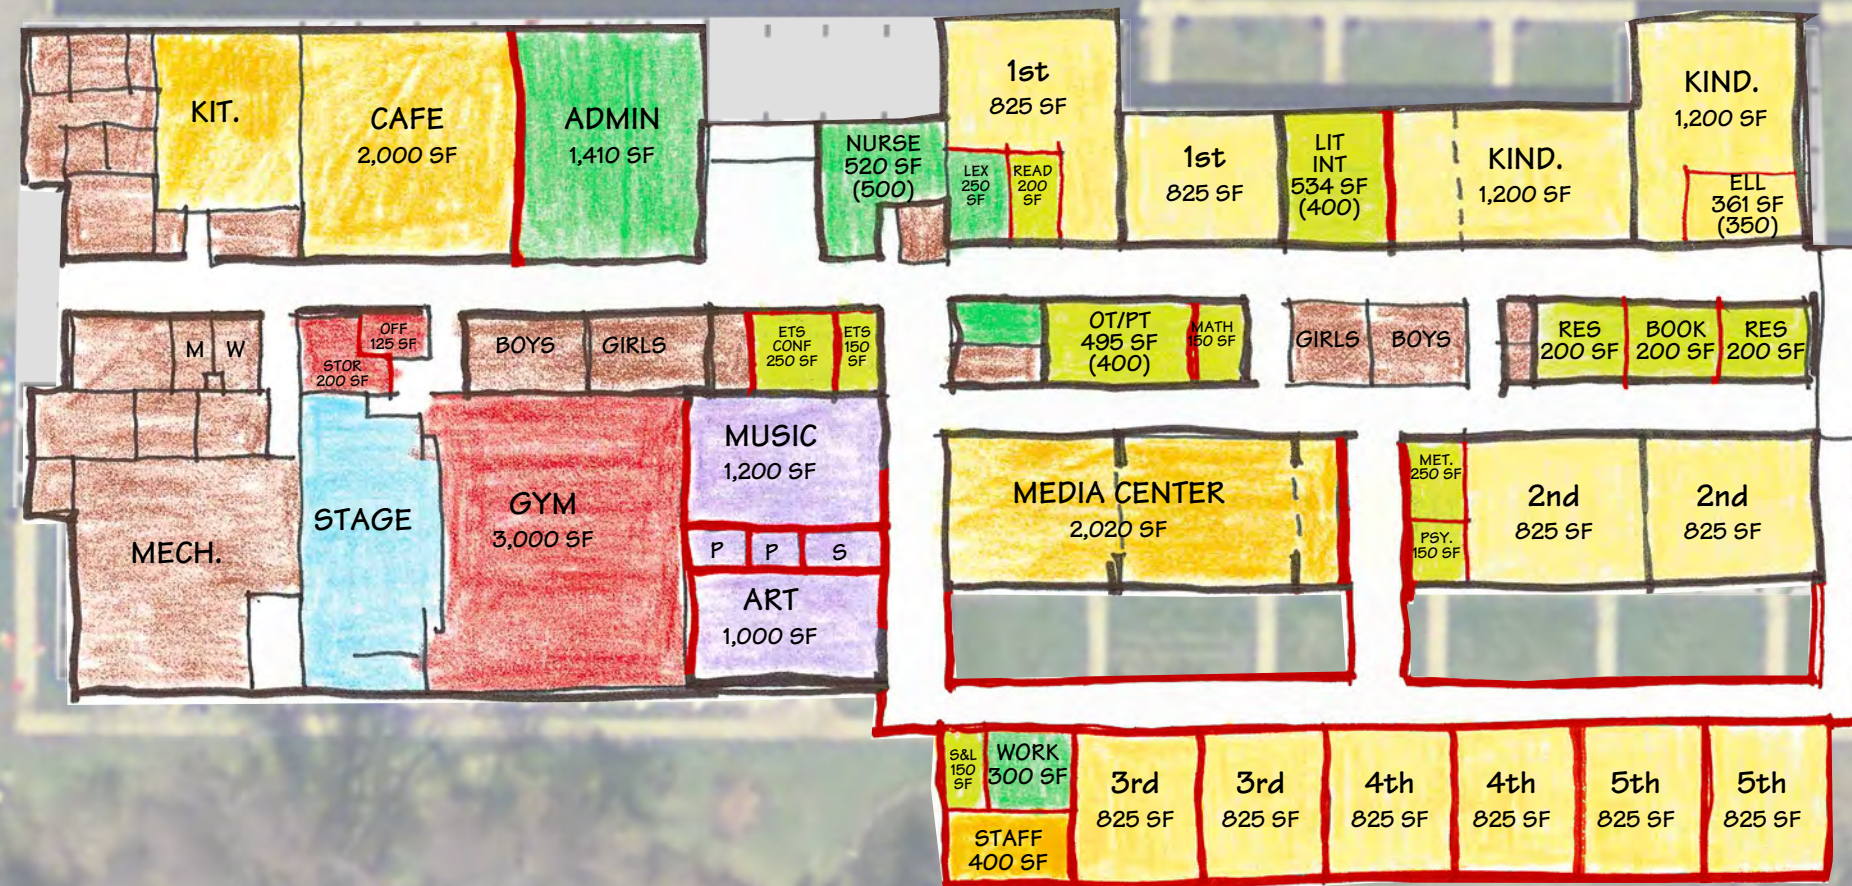 KIT.
CAFE
2,000 SF
ADMIN
1,410 SF
NURSE
520 SF
(500)
1st
825 SF
LEX
250
SF
READ
200
SF
1st
825 SF
LIT
INT
534 SF
(400)
KIND.
1,200 SF
KIND.
1,200 SF
ELL
361 SF
(350)
M
W
OFF
125 SF
STOR
200 SF
BOYS
GIRLS
ETS
CONF
250 SF
ETS
150
SF
OT/PT
495 SF
(400)
MATH
150 SF
GIRLS
BOYS
RES
200 SF
BOOK
200 SF
RES
200 SF
MECH.
STAGE
GYM
3,000 SF
MUSIC
1,200 SF
P
P
S
ART
1,000 SF
MEDIA CENTER
2,020 SF
MET.
250 SF
PSY.
150 SF
2nd
825 SF
2nd
825 SF
S&L
150
SF
WORK
300 SF
STAFF
400 SF
3rd
825 SF
3rd
825 SF
4th
825 SF
4th
825 SF
5th
825 SF
5th
825 SF